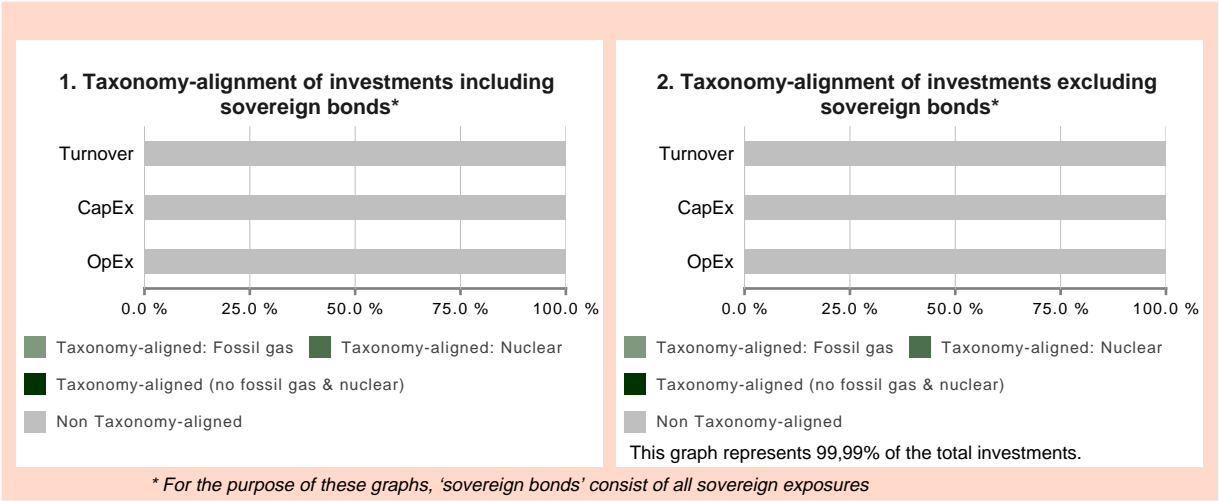 1. Taxonomy-alignment of investments including
sovereign bonds*
Turnover
CapEx
OpEx
0.0 % 25.0 % 50.0 % 75.0 % 100.0 %
Taxonomy-aligned: Fossil gas Taxonomy-aligned: Nuclear
Taxonomy-aligned (no fossil gas & nuclear)
Non Taxonomy-aligned
2. Taxonomy-alignment of investments excluding
sovereign bonds*
Turnover
CapEx
OpEx
0.0 % 25.0 % 50.0 % 75.0 % 100.0 %
Taxonomy-aligned: Fossil gas Taxonomy-aligned: Nuclear
Taxonomy-aligned (no fossil gas & nuclear)
Non Taxonomy-aligned
This graph represents 99,99% of the total investments.
* For the purpose of these graphs, ‘sovereign bonds’ consist of all sovereign exposures